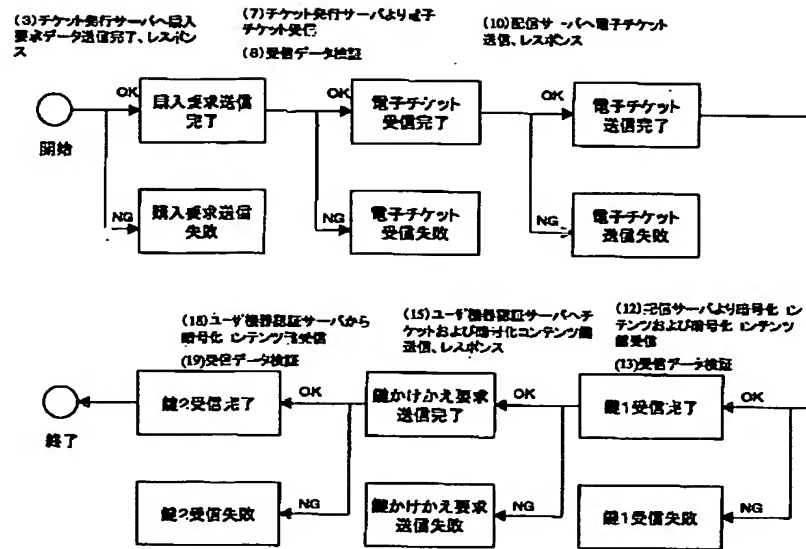 (3)チケット発行サーバへ購入
要求データ送信完了、レスポン
ス
(7)チケット発行サーバより電子
チケット受信
(8)受信データ検証
(10)配信サーバへ電子チケット
送信、レスポンス
開始
OK
購入要求送信
完了
OK
電子チケット
受信完了
OK
電子チケット
送信完了
NG
購入要求送信
失敗
NG
電子チケット
受信失敗
NG
電子チケット
送信失敗
(18)ユーザ機器認証サーバから
暗号化コンテンツ鍵受信
(19)受信データ検証
(15)ユーザ機器認証サーバへチ
ケットおよび暗号化コンテンツ鍵
送信、レスポンス
(12)配信サーバより暗号化コン
テンツおよび暗号化コンテンツ
鍵受信
(13)受信データ検証
終了
鍵2受信完了
OK
鍵かけかえ要求
送信完了
OK
鍵1受信完了
OK
鍵2受信失敗
NG
鍵かけかえ要求
送信失敗
NG
鍵1受信失敗
NG